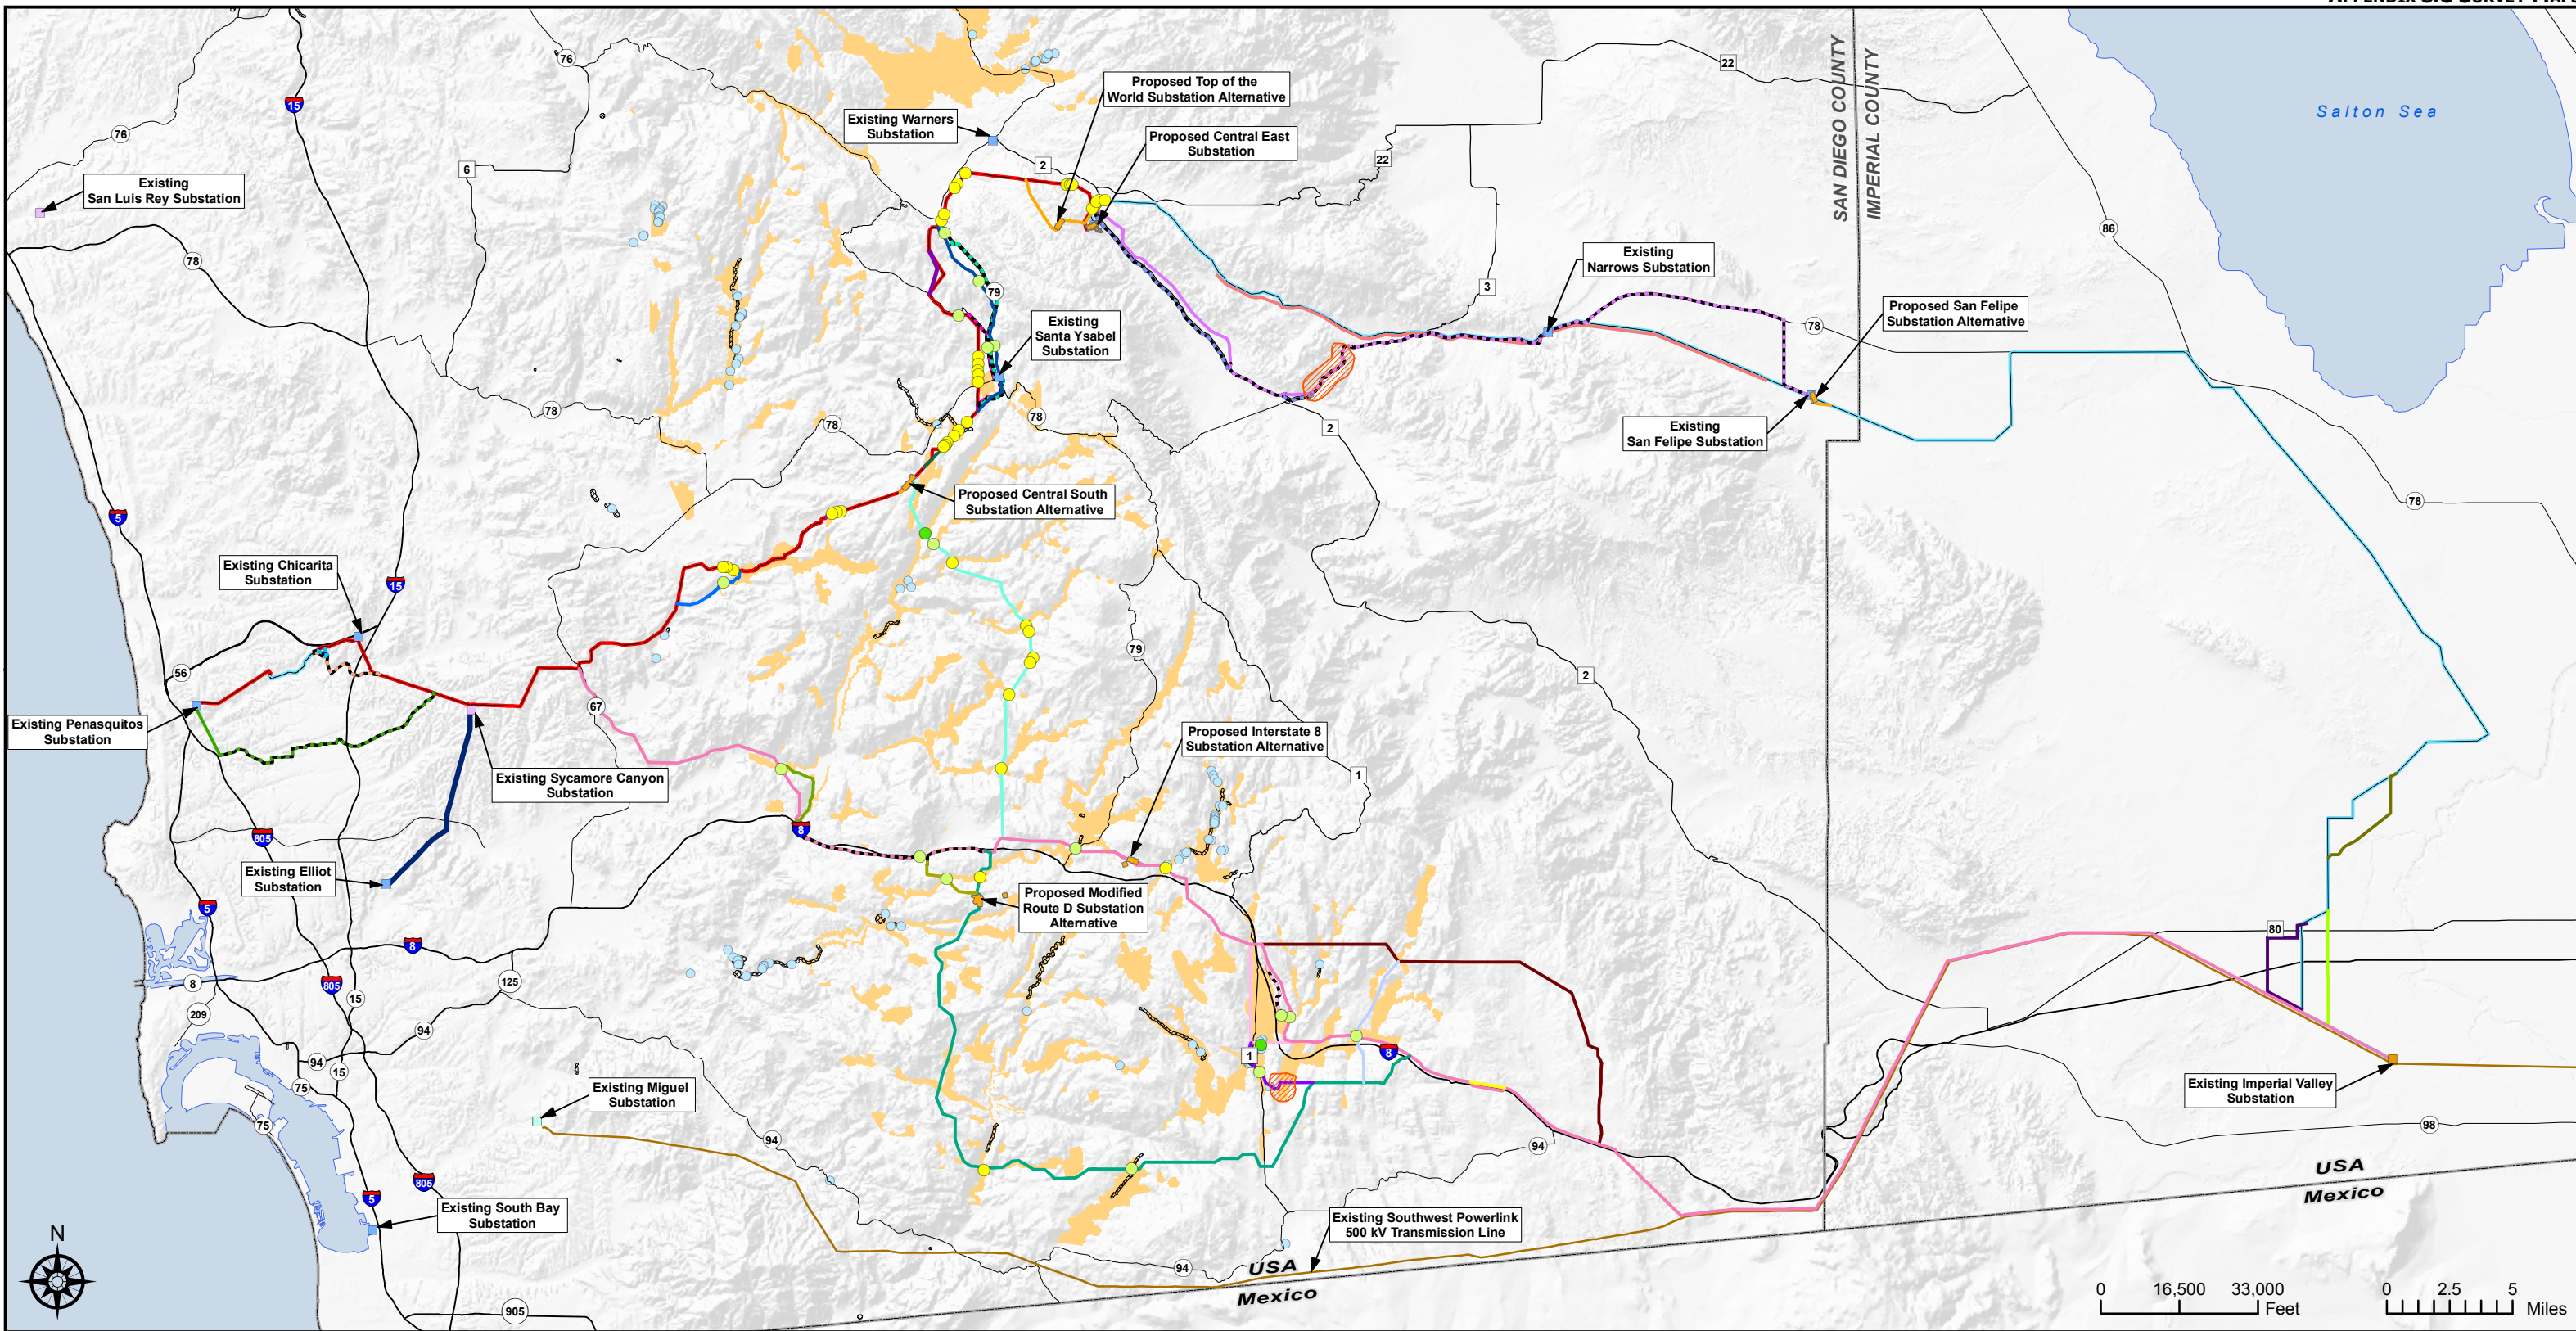 76
22
SAN DIEGO COUNTY
IMPERIAL COUNTY
15
Proposed Top of the
World Substation Alternative
Salton Sea
Existing Warners
Substation
76
Proposed Central East
Substation
22
2
6
Existing
San Luis Rey Substation
86
78
Existing
Narrows Substation
3
79
Proposed San Felipe
Substation Alternative
Existing
Santa Ysabel
Substation
78
78
78
78
2
Existing
San Felipe Substation
Proposed Central South
Substation Alternative
78
5
Existing Chicarita
Substation
15
79
56
2
67
Existing Penasquitos
Substation
Proposed Interstate 8
Substation Alternative
Existing Sycamore Canyon
Substation
1
8
805
Existing Elliot
Substation
Proposed Modified
Route D Substation
Alternative
5
80
8
8
805
125
15
209
94
94
15
75
1
8
Existing Imperial Valley
Substation
Existing Miguel
Substation
75
94
94
98
USA
Mexico
805
5
Existing South Bay
Substation
Existing Southwest Powerlink
500 kV Transmission Line
N
94
USA
Mexico
905
0 16,500 33,000
Feet
0 2.5 5
Miles